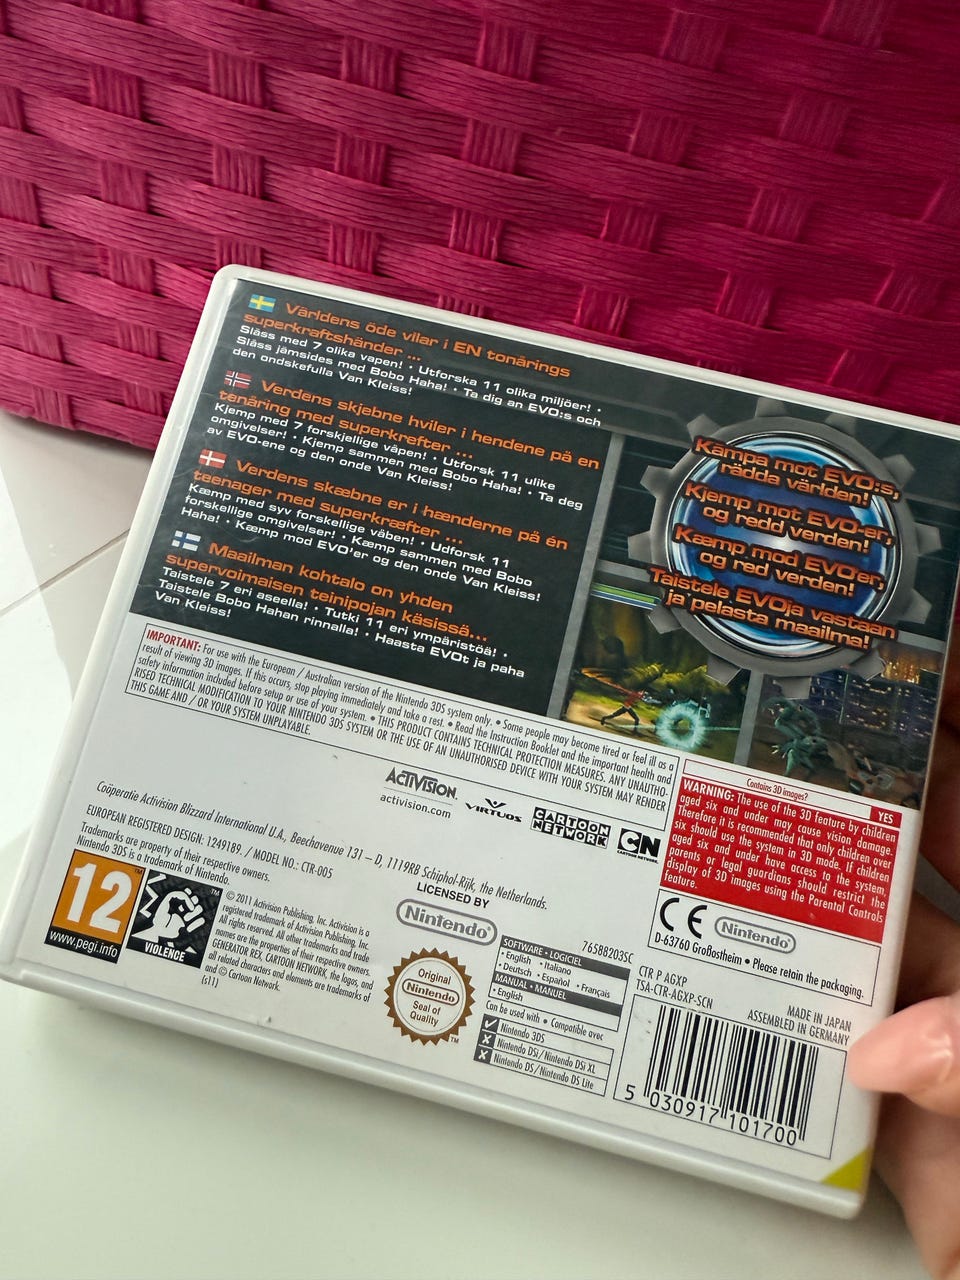 Världens öde vilar i EN tonårings
superkraftshänder ...
Slåss med 7 olika vapen! • Utforska 11 olika miljöer! •
Slåss jämsides med Bobo Haha! • Ta dig an EVO:s och
den ondskefulla Van Kleiss!
Verdens skjebne hviler i hendene på en
tenåring med superkrefter ...
Kjemp med 7 forskjellige våpen! • Utforsk 11 ulike
omgivelser! • Kjemp sammen med Bobo Haha! • Ta deg
av EVO-ene og den onde Van Kleiss!
Verdens skæbne er i hænderne på én
teenager med superkræfter ...
Kæmp med syv forskellige våben! • Udforsk 11
forskellige omgivelser! • Kæmp sammen med Bobo
Haha! • Kæmp mod EVO'er og den onde Van Kleiss!
Maailman kohtalo on yhden
supervoimaisen teinipojan käsissä...
Taistele 7 eri aseella! • Tutki 11 eri ympäristöä! •
Taistele Bobo Hahan rinnalla! • Haasta EVOt ja paha
Van Kleiss!
Kämpa mot EVO:s,
rädda världen!
Kjemp mot EVO-er,
og redd verden!
Kæmp mod EVO'er,
og red verden!
Taistele EVOja vastaan
ja pelasta maailma!
IMPORTANT: For use with the European / Australian version of the Nintendo 3DS system only. • Some people may become tired or feel ill as a
result of viewing 3D images. If this occurs, stop playing immediately and take a rest. • Read the Instruction Booklet and the important health and
safety information included before setup or use of your system. • THIS PRODUCT CONTAINS TECHNICAL PROTECTION MEASURES. ANY UNAUTHO-
RISED TECHNICAL MODIFICATION TO YOUR NINTENDO 3DS SYSTEM OR THE USE OF AN UNAUTHORISED DEVICE WITH YOUR SYSTEM MAY RENDER
THIS GAME AND / OR YOUR SYSTEM UNPLAYABLE.
Contains 3D images? YES
WARNING: The use of the 3D feature by children
aged six and under may cause vision damage.
Therefore it is recommended that only children over
six should use the system in 3D mode. If children
aged six and under have access to the system,
parents or legal guardians should restrict the
display of 3D images using the Parental Controls
feature.
ACTIVISION
activision.com
VIRTUOS
CARTOON
NETWORK
CN
CARTOON NETWORK
Coöperatie Activision Blizzard International U.A., Beechavenue 131 – D, 1119RB Schiphol-Rijk, the Netherlands.
EUROPEAN REGISTERED DESIGN: 1249189. / MODEL NO.: CTR-005
Trademarks are property of their respective owners.
Nintendo 3DS is a trademark of Nintendo.
12
www.pegi.info
VIOLENCE
© 2011 Activision Publishing, Inc. Activision is a
registered trademark of Activision Publishing, Inc.
All rights reserved. All other trademarks and trade
names are the properties of their respective owners.
GENERATOR REX, CARTOON NETWORK, the logos, and
all related characters and elements are trademarks of
and © Cartoon Network.
(s11)
LICENSED BY
Nintendo®
Original
Nintendo
Seal of
Quality
TM
76588203SC
SOFTWARE • LOGICIEL
• English • Italiano
• Deutsch • Español • Français
MANUAL • MANUEL
• English
Can be used with • Compatible avec
Nintendo 3DS
Nintendo DSi/Nintendo DSi XL
Nintendo DS/Nintendo DS Lite
CE
Nintendo®
D-63760 Großostheim • Please retain the packaging.
CTR P AGXP
TSA-CTR-AGXP-SCN
MADE IN JAPAN
ASSEMBLED IN GERMANY
5 030917 101700